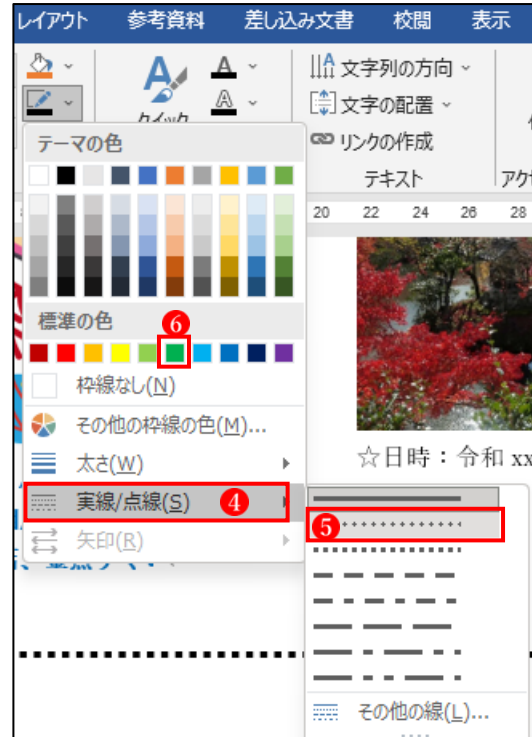 レイアウト 参考資料 差し込み文書 校閲 表示
文字列の方向
文字の配置
リンクの作成
テキスト
テーマの色
20 22 24 26 28
標準の色
6
枠線なし(N)
その他の枠線の色(M)...
太さ(W)
実線/点線(S) 4
矢印(R)
☆日時：令和 xx
5
その他の線(L)...